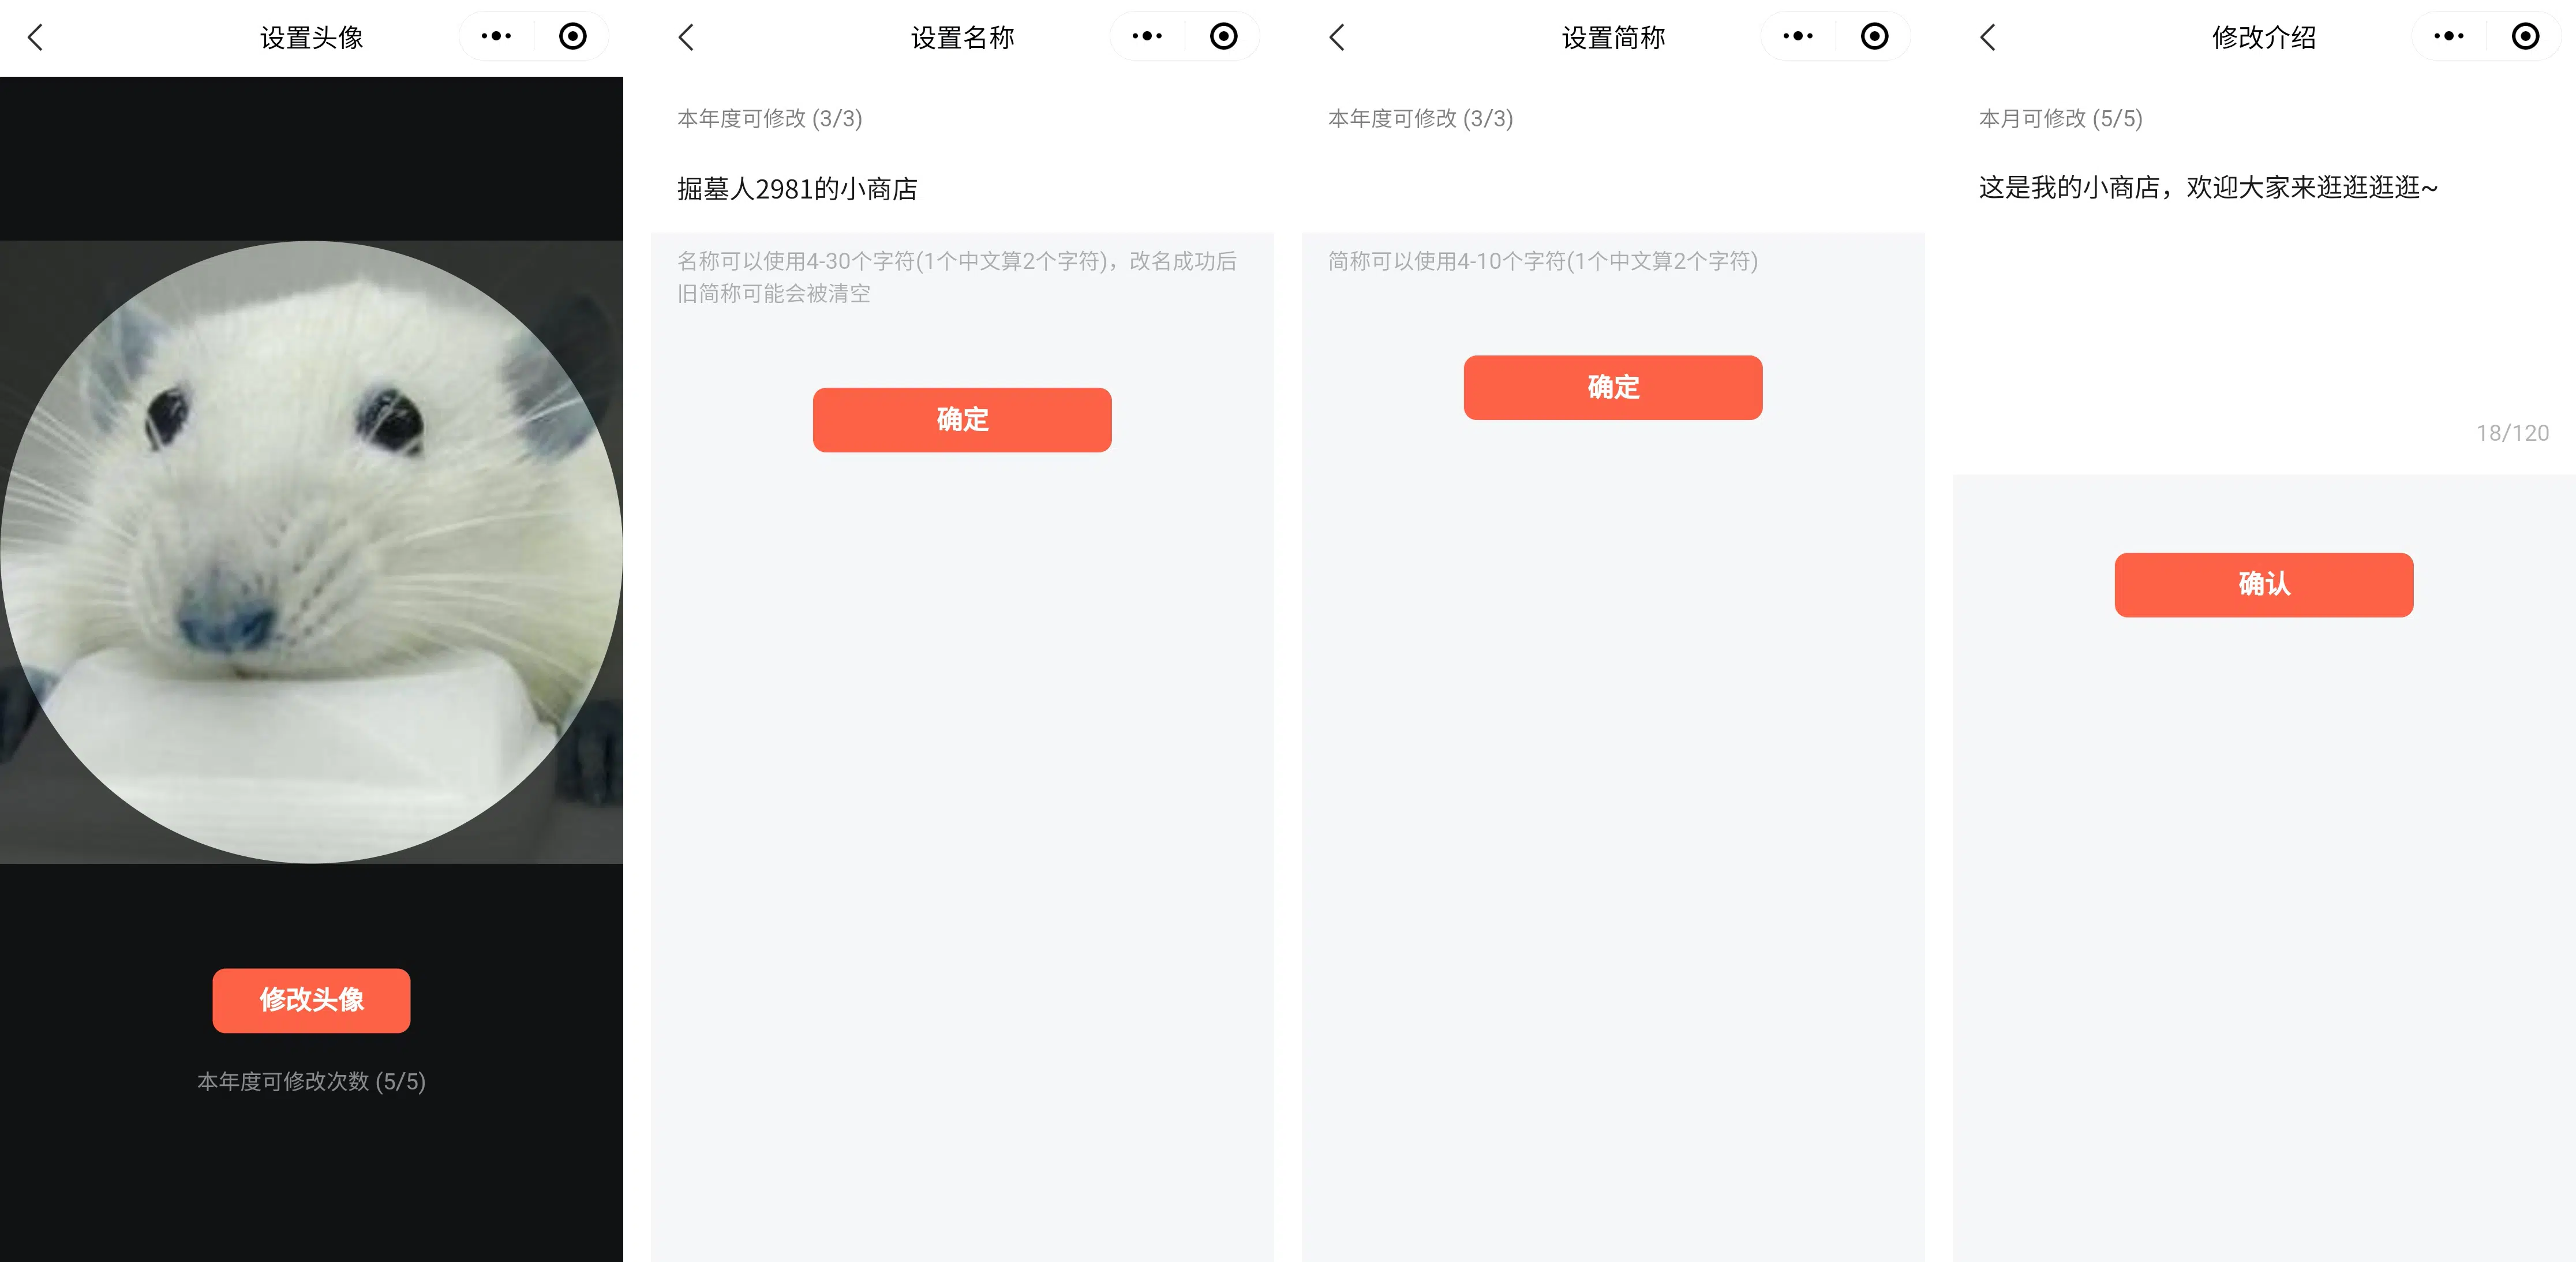 设置头像
修改头像
本年度可修改次数 (5/5)
设置名称
本年度可修改 (3/3)
掘墓人2981的小商店
名称可以使用4-30个字符(1个中文算2个字符)，改名成功后
旧简称可能会被清空
确定
设置简称
本年度可修改 (3/3)
简称可以使用4-10个字符(1个中文算2个字符)
确定
修改介绍
本月可修改 (5/5)
这是我的小商店，欢迎大家来逛逛逛逛~
18/120
确认